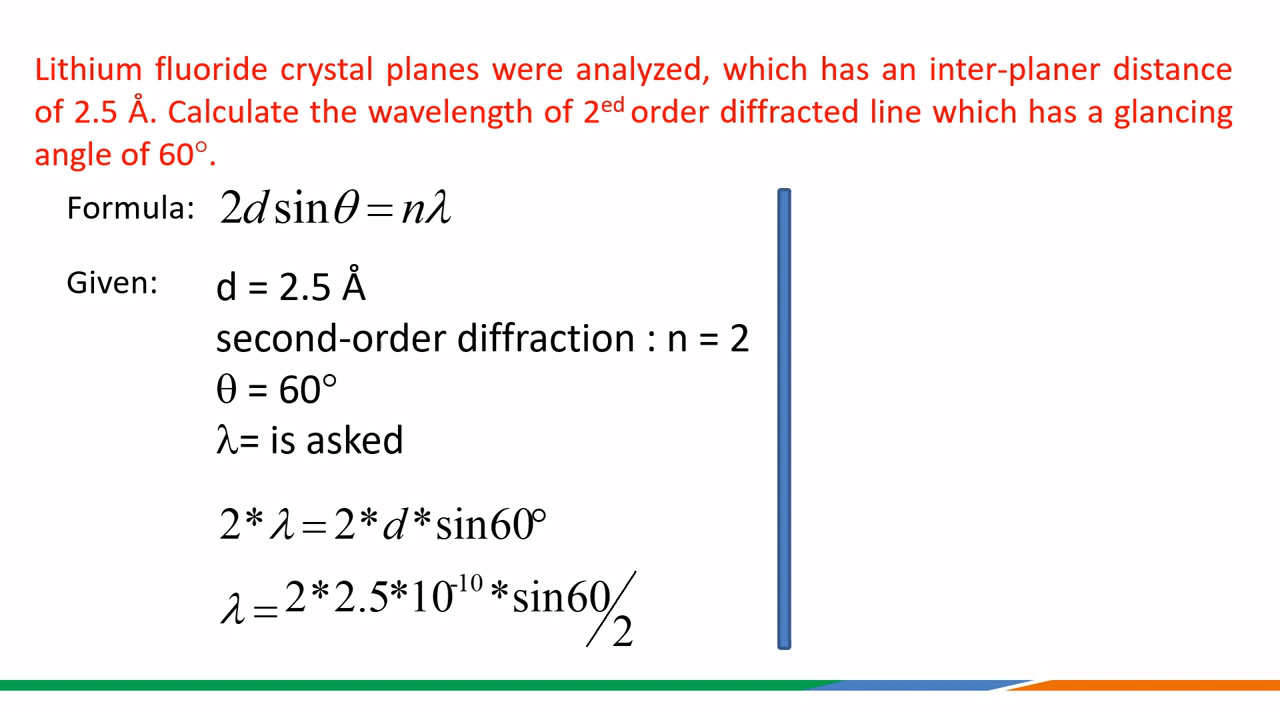 Lithium fluoride crystal planes were analyzed, which has an inter-planer distance
of 2.5 Å. Calculate the wavelength of 2ed order diffracted line which has a glancing
angle of 60°.
Formula: 2d sinθ = nλ
Given: d = 2.5 Å
second-order diffraction : n = 2
θ = 60°
λ= is asked
2*λ = 2*d*sin60°
λ = 2*2.5*10^-10 *sin60/2